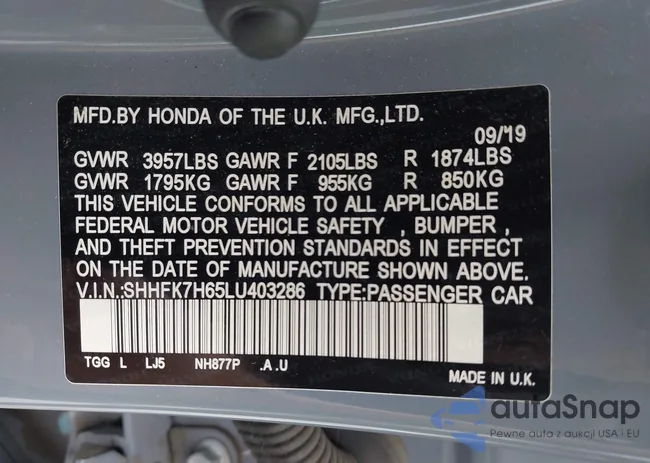 MFD.BY HONDA OF THE U.K. MFG.,LTD.
09/19
GVWR 3957LBS GAWR F 2105LBS R 1874LBS
GVWR 1795KG GAWR F 955KG R 850KG
THIS VEHICLE CONFORMS TO ALL APPLICABLE
FEDERAL MOTOR VEHICLE SAFETY , BUMPER ,
AND THEFT PREVENTION STANDARDS IN EFFECT
ON THE DATE OF MANUFACTURE SHOWN ABOVE.
V.I.N.:SHHFK7H65LU403286 TYPE:PASSENGER CAR
TGG L LJ5 NH877P .A.U
MADE IN U.K.
autaSnap
Pewne auta z aukcji USA i EU